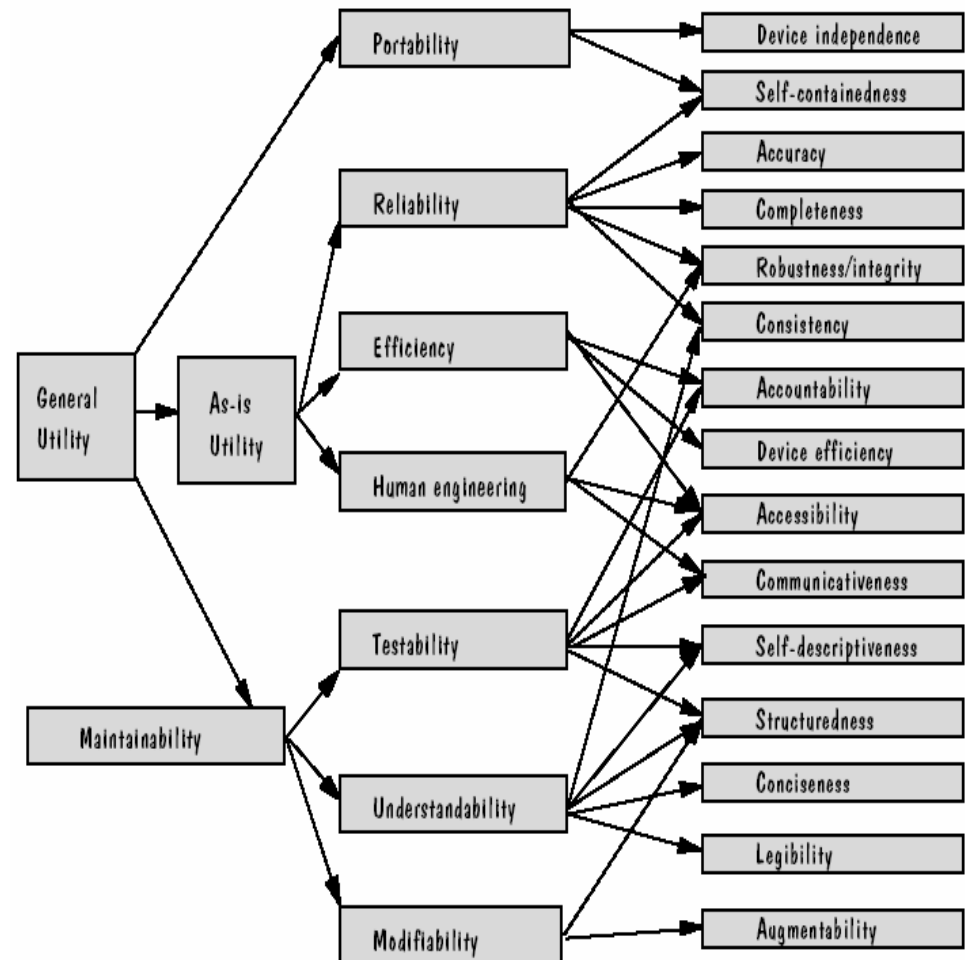 Portability
Device independence
Self-containedness
Accuracy
Reliability
Completeness
Robustness/integrity
Consistency
Efficiency
General
Utility
As-is
Utility
Accountability
Device efficiency
Human engineering
Accessibility
Communicativeness
Testability
Self-descriptiveness
Structuredness
Maintainability
Conciseness
Understandability
Legibility
Modifiability
Augmentability